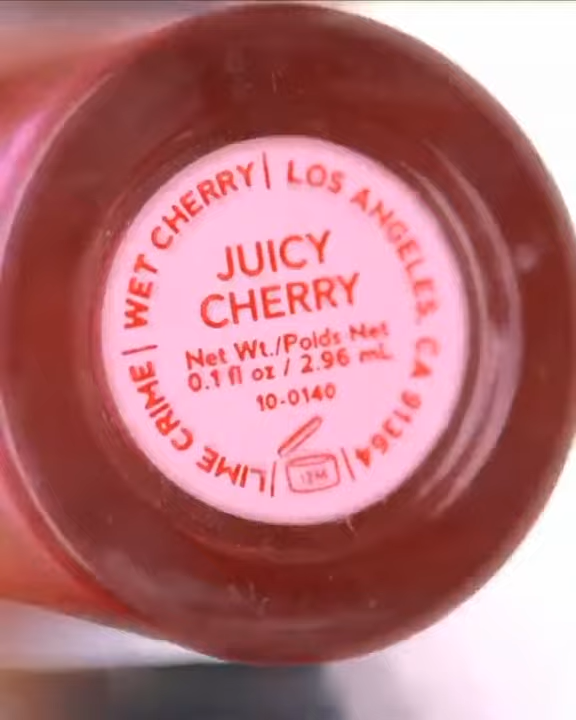 LIME CRIME | WET CHERRY | LOS ANGELES, CA 91364 |
JUICY
CHERRY
Net Wt./Poids Net
0.1 fl oz / 2.96 mL
10-0140
12M